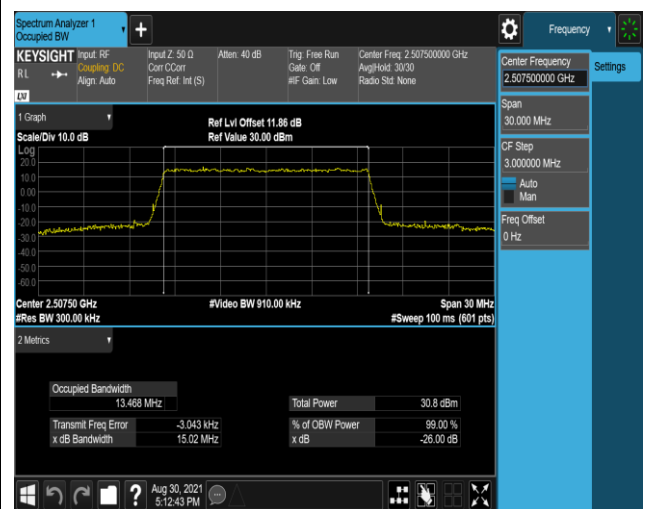 Spectrum Analyzer 1
Occupied BW
+
Frequency
KEYSIGHT
RL
LXI
Input: RF
Coupling: DC
Align: Auto
Input Z: 50 Ω
Corr CCorr
Freq Ref: Int (S)
Atten: 40 dB
Trig: Free Run
Gate: Off
#IF Gain: Low
Center Freq: 2.507500000 GHz
Avg|Hold: 30/30
Radio Std: None
Center Frequency
2.507500000 GHz
Settings
Span
30.000 MHz
CF Step
3.000000 MHz
Auto
Man
Freq Offset
0 Hz
1 Graph
Scale/Div 10.0 dB
Ref Lvl Offset 11.86 dB
Ref Value 30.00 dBm
Log
20.0
10.0
0.00
-10.0
-20.0
-30.0
-40.0
-50.0
-60.0
Center 2.50750 GHz
#Res BW 300.00 kHz
#Video BW 910.00 kHz
Span 30 MHz
#Sweep 100 ms (601 pts)
2 Metrics
Occupied Bandwidth
13.468 MHz
Transmit Freq Error -3.043 kHz
x dB Bandwidth 15.02 MHz
Total Power 30.8 dBm
% of OBW Power 99.00 %
x dB -26.00 dB
?
Aug 30, 2021
5:12:43 PM